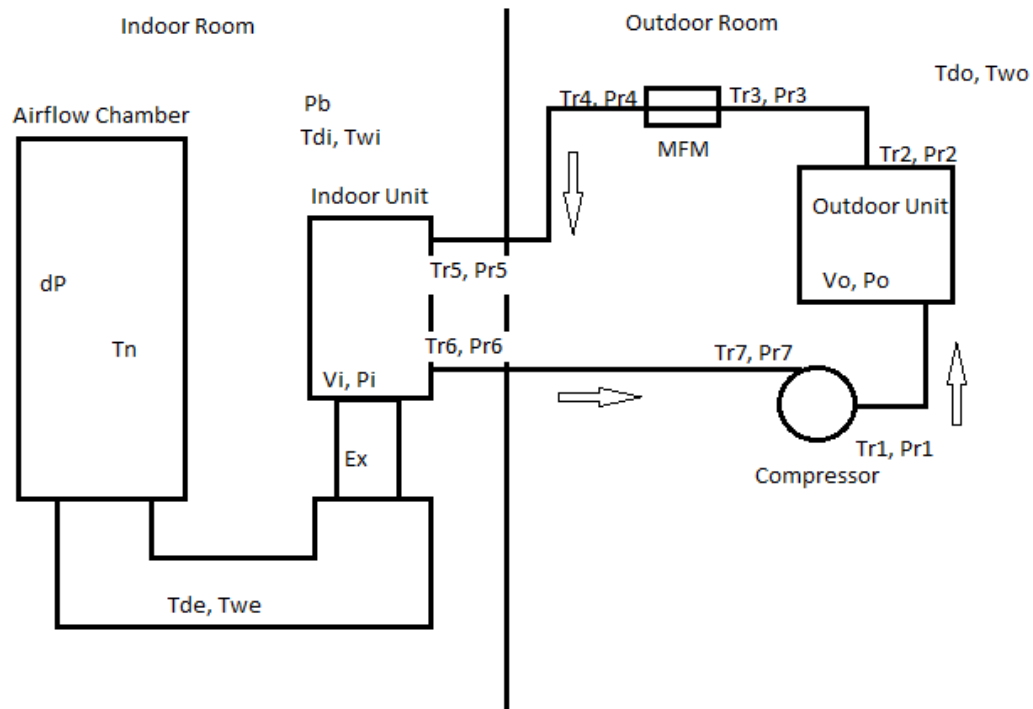 Indoor Room
Outdoor Room
Tdo, Two
Airflow Chamber
Pb
Tdi, Twi
Tr4, Pr4
Tr3, Pr3
MFM
Tr2, Pr2
Indoor Unit
Outdoor Unit
Tr5, Pr5
dP
Vo, Po
Tn
Tr6, Pr6
Tr7, Pr7
Vi, Pi
Ex
Tr1, Pr1
Compressor
Tde, Twe